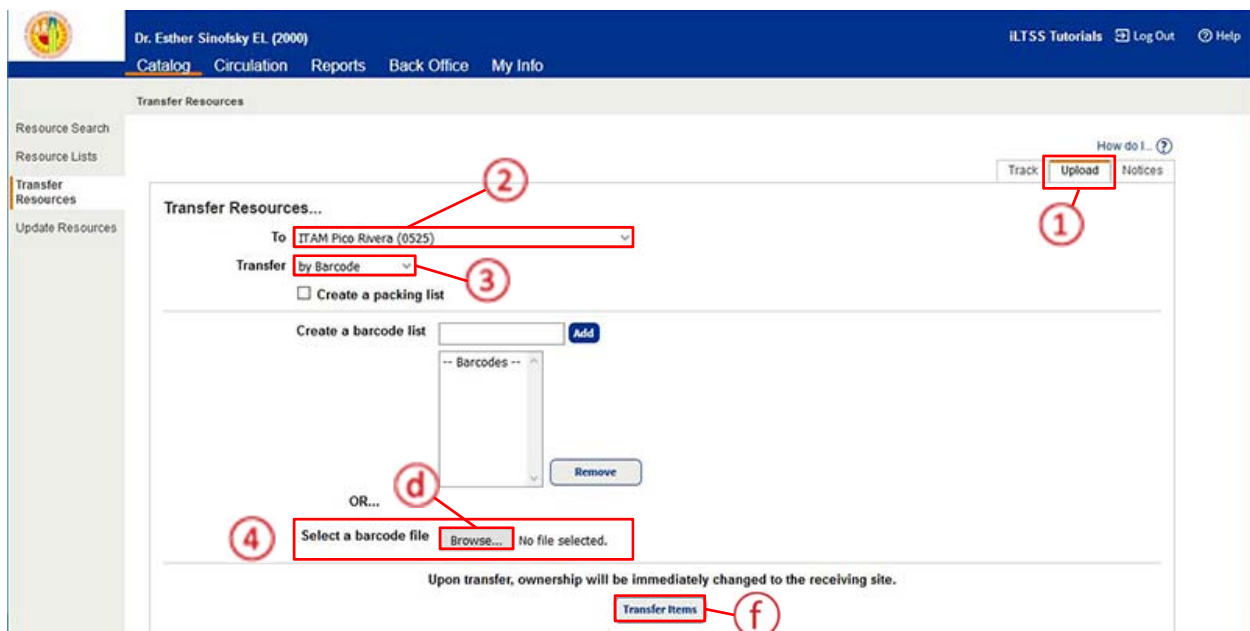 Dr. Esther Sinofsky EL (2000)
iLTSS Tutorials Log Out ? Help
Catalog Circulation Reports Back Office My Info
Transfer Resources
Resource Search
Resource Lists
Transfer
Resources
Update Resources
How do I... ?
Track Upload Notices
1
2
Transfer Resources...
To ITAM Pico Rivera (0525)
Transfer by Barcode
3
Create a packing list
Create a barcode list Add
-- Barcodes --
Remove
d
OR...
4
Select a barcode file Browse... No file selected.
Upon transfer, ownership will be immediately changed to the receiving site.
Transfer Items
f